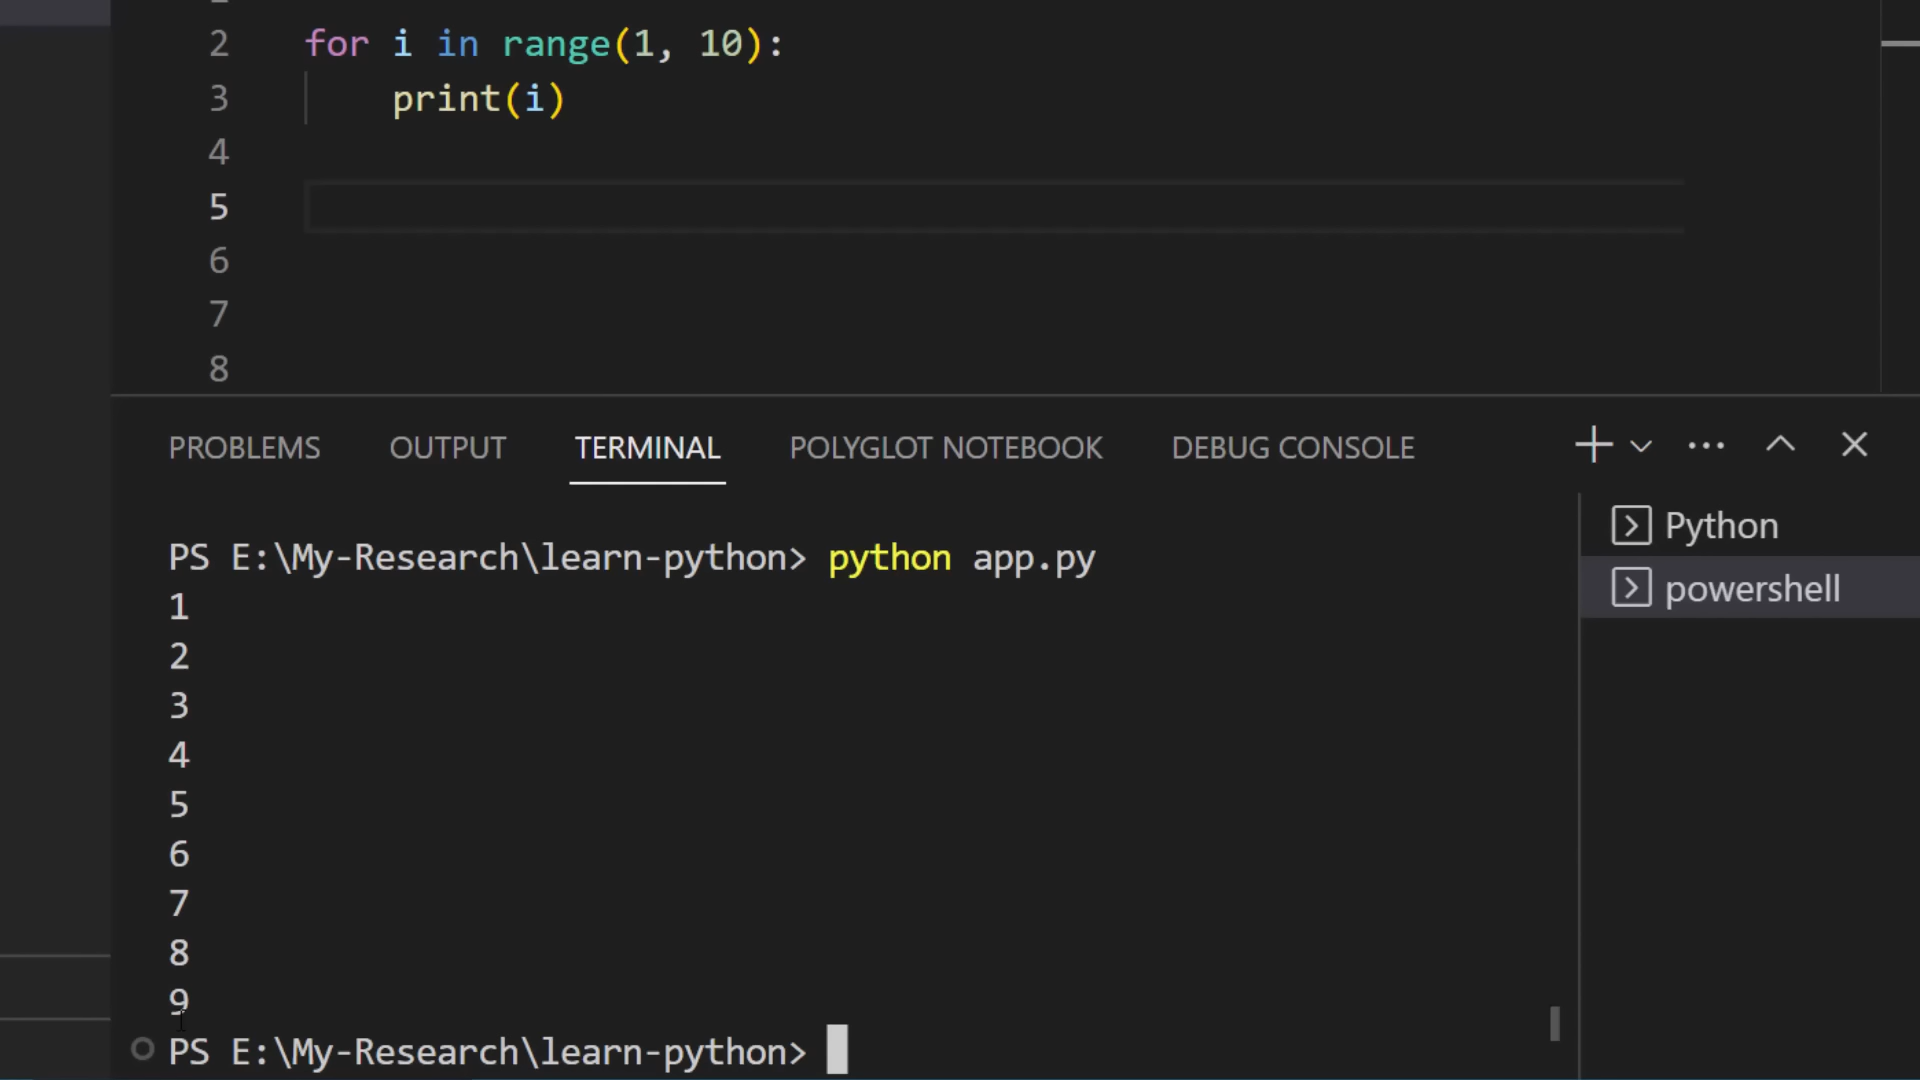 2 for i in range(1, 10):
3 print(i)
4
5
6
7
8
PROBLEMS OUTPUT TERMINAL POLYGLOT NOTEBOOK DEBUG CONSOLE
Python
powershell
PS E:\My-Research\learn-python> python app.py
1
2
3
4
5
6
7
8
9
PS E:\My-Research\learn-python>